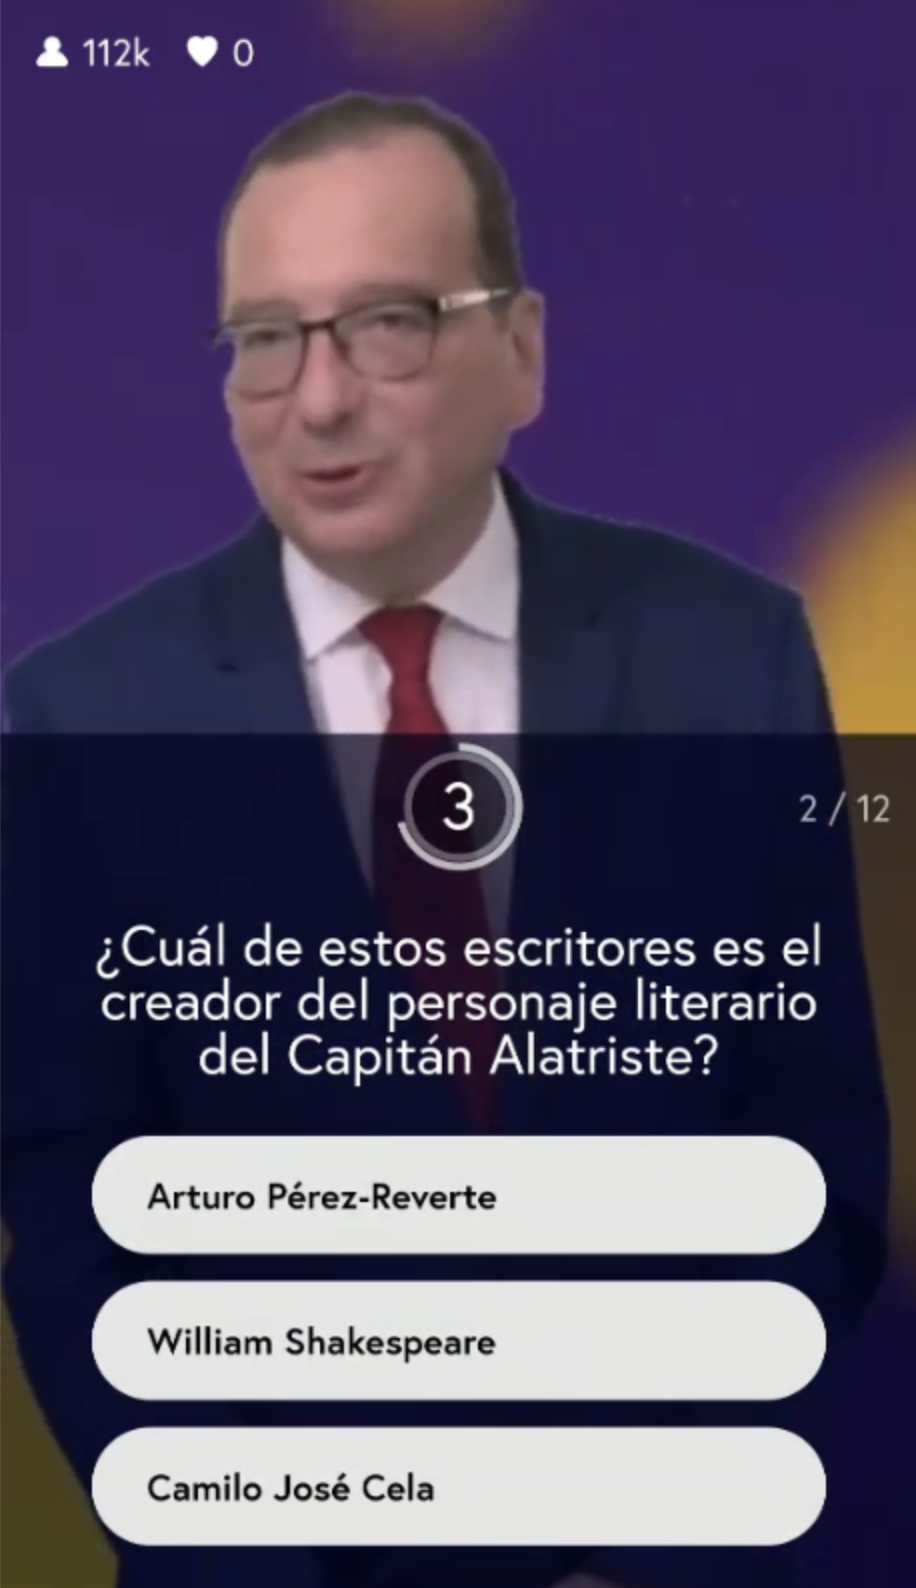 112k 0
3
2 / 12
¿Cuál de estos escritores es el
creador del personaje literario
del Capitán Alatriste?
Arturo Pérez-Reverte
William Shakespeare
Camilo José Cela